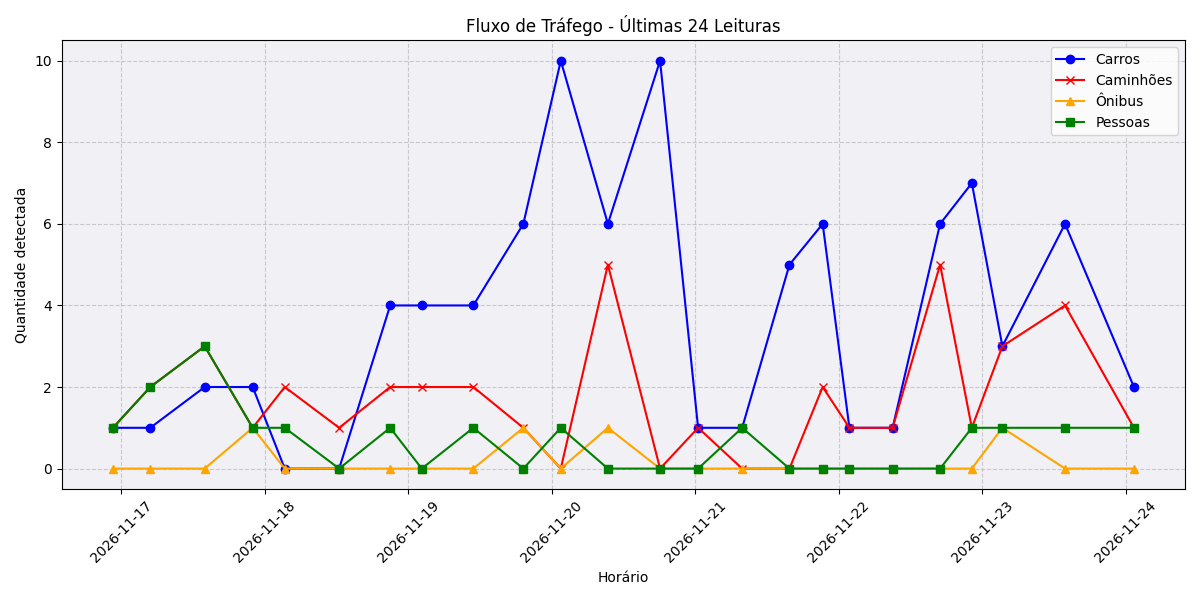 Fluxo de Tráfego - Últimas 24 Leituras
Carros
Caminhões
Ônibus
Pessoas
Quantidade detectada
10
8
6
4
2
0
2026-11-17
2026-11-18
2026-11-19
2026-11-20
2026-11-21
2026-11-22
2026-11-23
2026-11-24
Horário